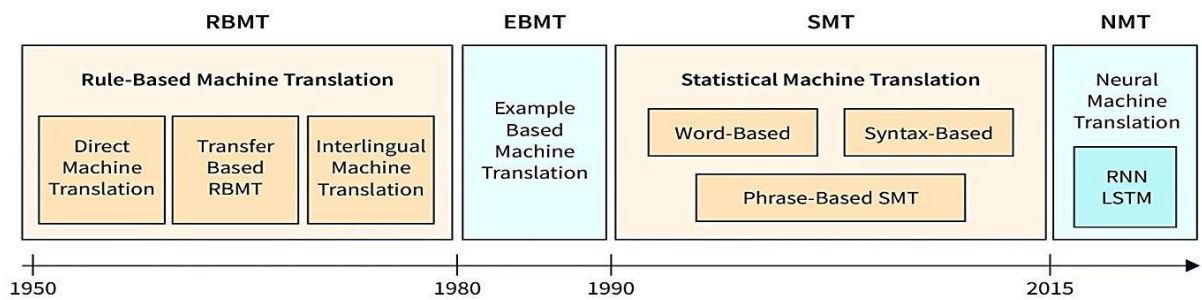 RBMT
EBMT
SMT
NMT
Rule-Based Machine Translation
Direct
Machine
Translation
Transfer
Based
RBMT
Interlingual
Machine
Translation
Example
Based
Machine
Translation
Statistical Machine Translation
Word-Based
Syntax-Based
Phrase-Based SMT
Neural
Machine
Translation
RNN
LSTM
1950
1980
1990
2015